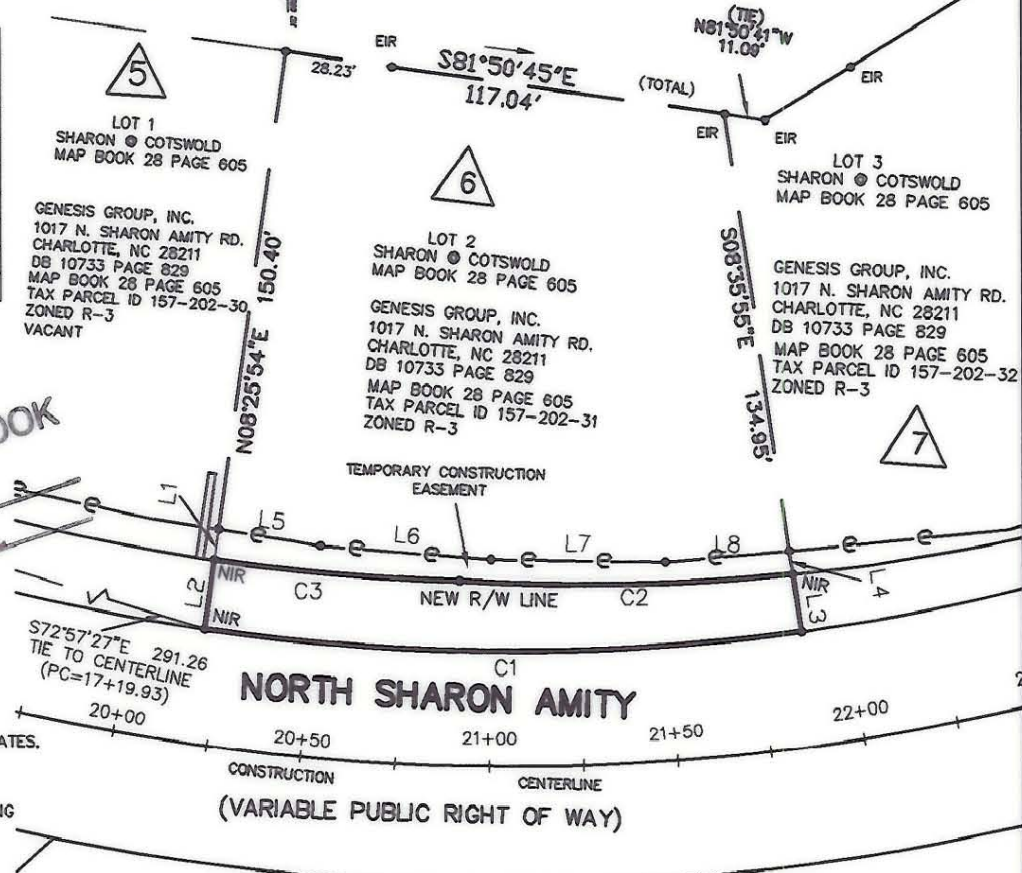 (TIE)
N81°50'41"W
11.09'
28.23'
EIR
S81°50'45"E
117.04'
(TOTAL)
EIR
EIR
EIR
5
LOT 1
SHARON @ COTSWOLD
MAP BOOK 28 PAGE 605
GENESIS GROUP, INC.
1017 N. SHARON AMITY RD.
CHARLOTTE, NC 28211
DB 10733 PAGE 829
MAP BOOK 28 PAGE 605
TAX PARCEL ID 157-202-30
ZONED R-3
VACANT
N08°25'54"E 150.40'
6
LOT 2
SHARON @ COTSWOLD
MAP BOOK 28 PAGE 605
GENESIS GROUP, INC.
1017 N. SHARON AMITY RD.
CHARLOTTE, NC 28211
DB 10733 PAGE 829
MAP BOOK 28 PAGE 605
TAX PARCEL ID 157-202-31
ZONED R-3
S08°35'55"E 134.95'
LOT 3
SHARON @ COTSWOLD
MAP BOOK 28 PAGE 605
GENESIS GROUP, INC.
1017 N. SHARON AMITY RD.
CHARLOTTE, NC 28211
DB 10733 PAGE 829
MAP BOOK 28 PAGE 605
TAX PARCEL ID 157-202-32
ZONED R-3
7
OOK
TEMPORARY CONSTRUCTION
EASEMENT
L1
e
e L5 e L6 e e L7 e e L8 e e
L2
NIR
C3
NEW R/W LINE
C2
NIR
L3
L4
NIR
S72°57'27"E 291.26
TIE TO CENTERLINE
(PC=17+19.93)
C1
NORTH SHARON AMITY
20+00
20+50
21+00
21+50
22+00
2
ATES.
CONSTRUCTION CENTERLINE
(VARIABLE PUBLIC RIGHT OF WAY)
NG